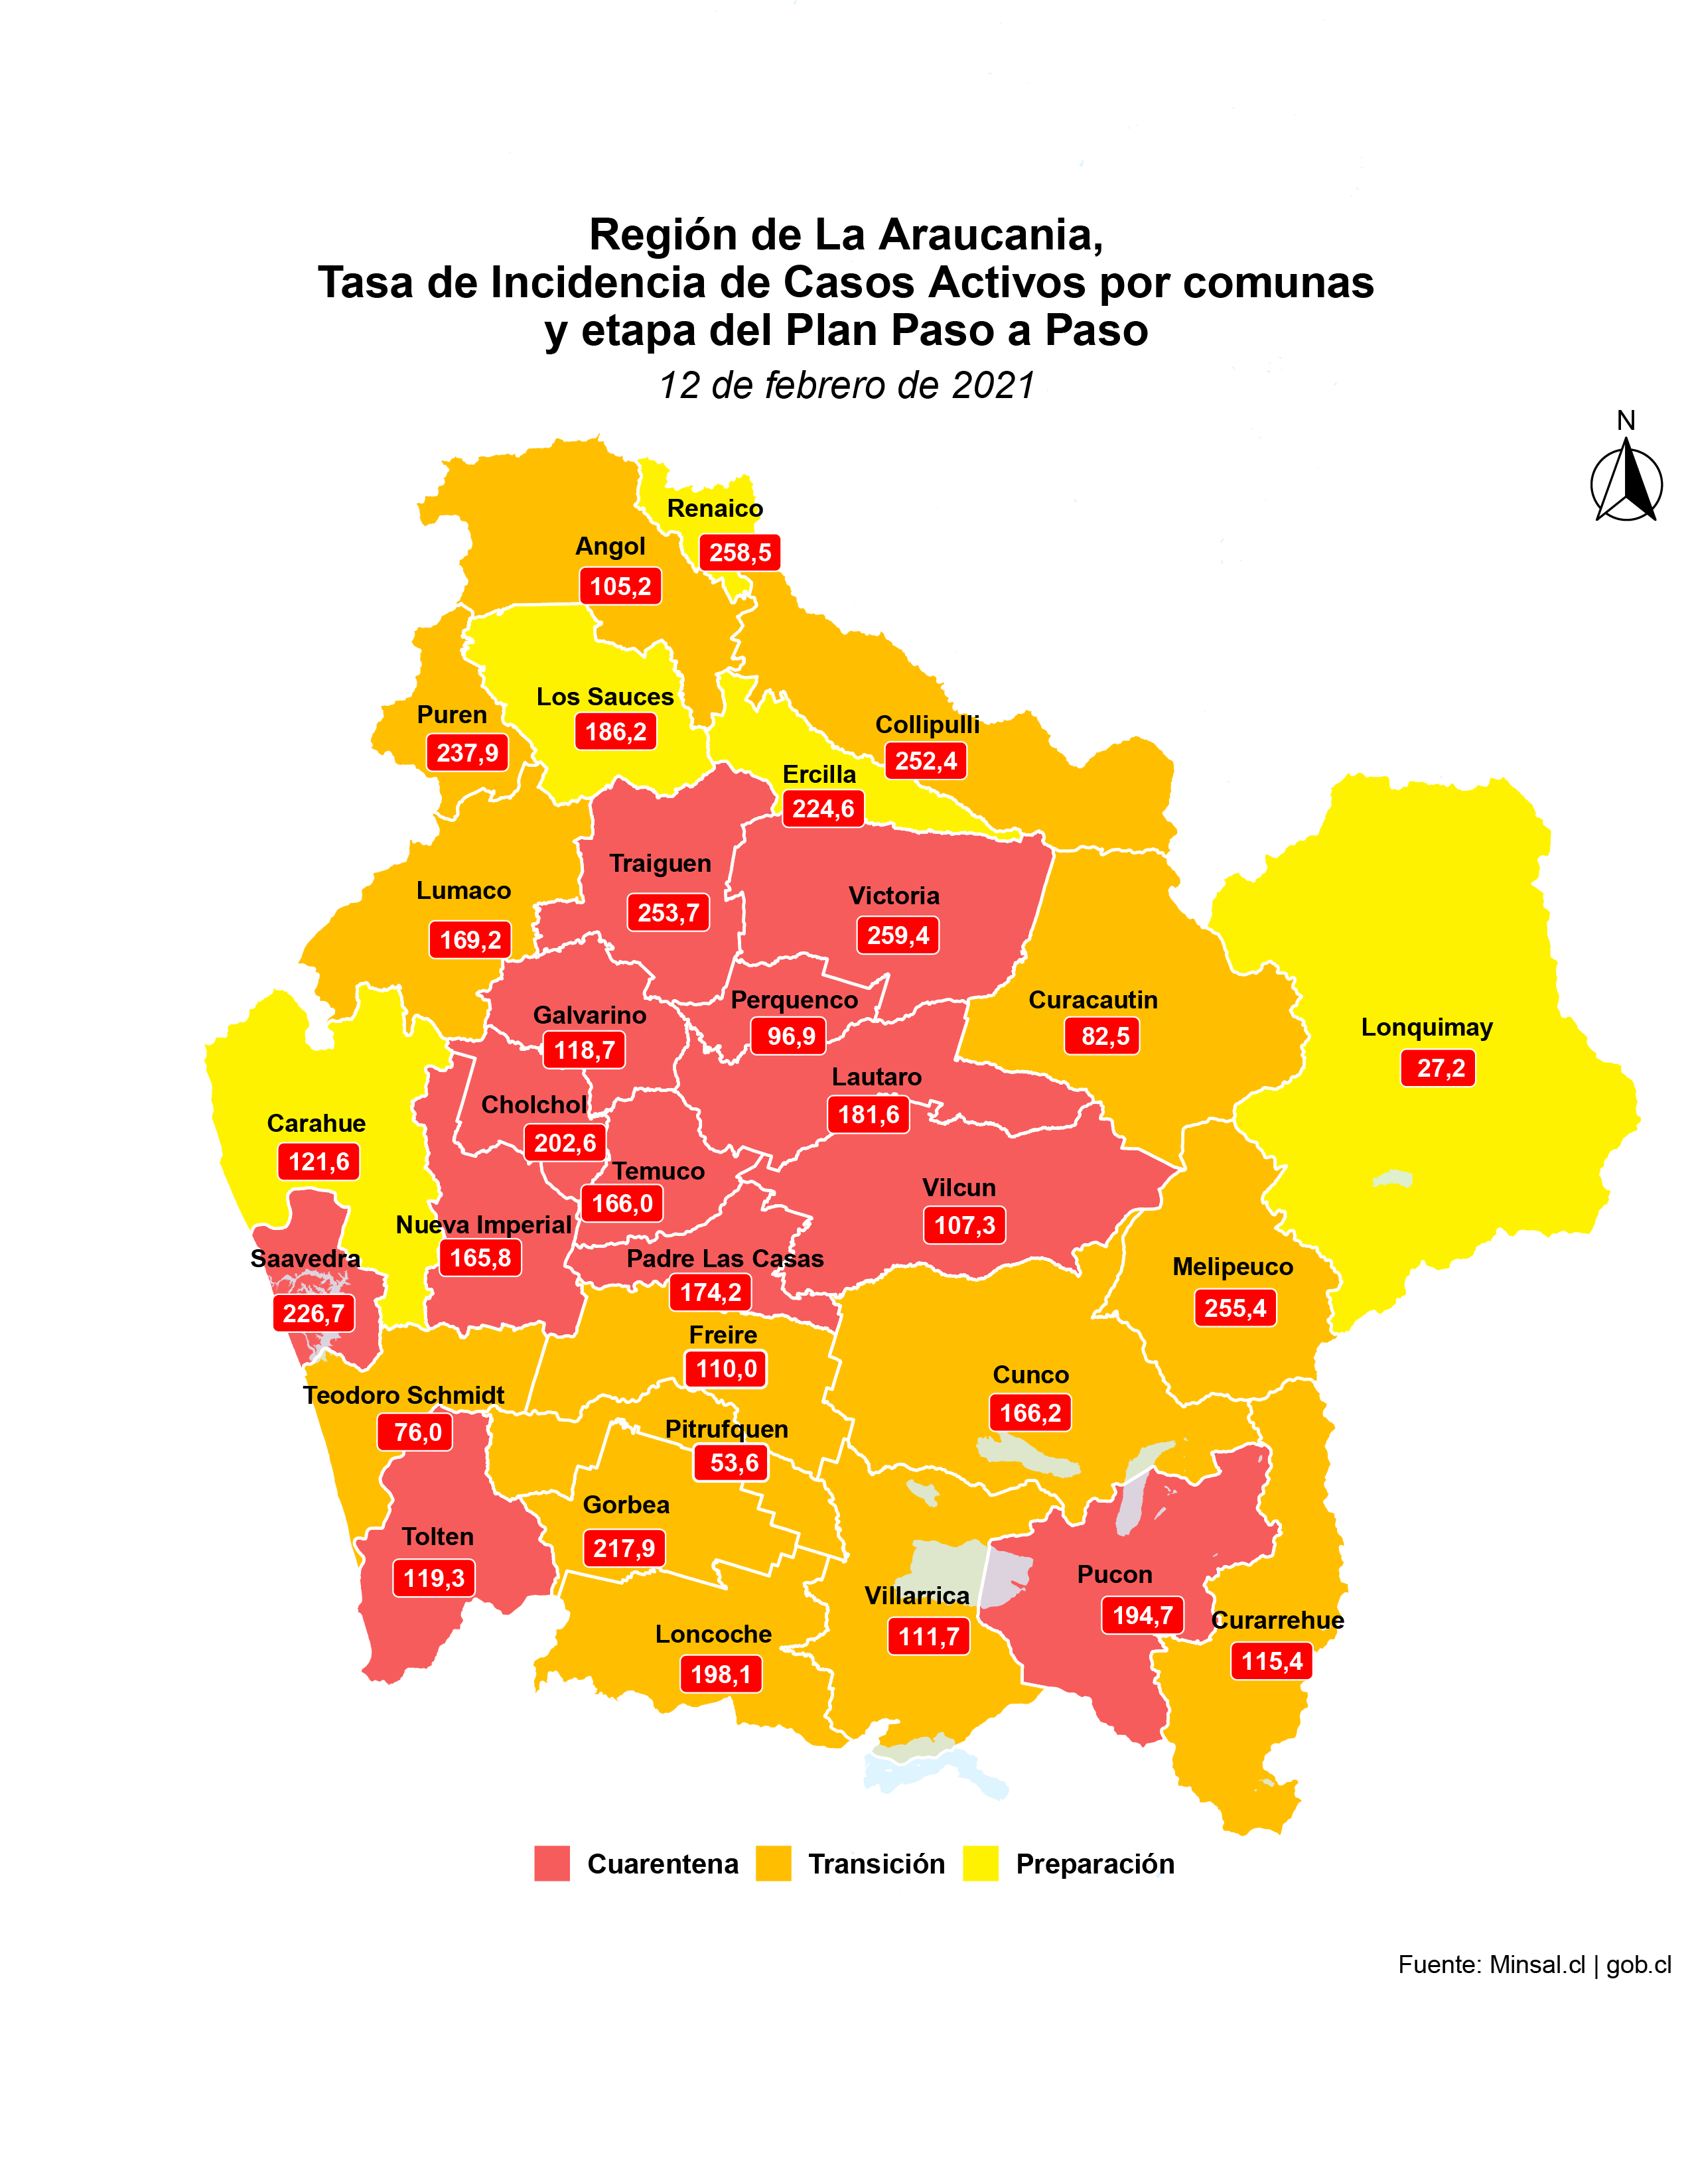 Región de La Araucania,
Tasa de Incidencia de Casos Activos por comunas
y etapa del Plan Paso a Paso
12 de febrero de 2021
N
Renaico
258,5
Angol
105,2
Los Sauces
186,2
Puren
237,9
Collipulli
252,4
Ercilla
224,6
Traiguen
253,7
Lumaco
169,2
Victoria
259,4
Galvarino
118,7
Perquenco
96,9
Curacautin
82,5
Lonquimay
27,2
Lautaro
181,6
Cholchol
202,6
Carahue
121,6
Temuco
166,0
Vilcun
107,3
Nueva Imperial
165,8
Saavedra
226,7
Padre Las Casas
174,2
Melipeuco
255,4
Freire
110,0
Cunco
166,2
Teodoro Schmidt
76,0
Pitrufquen
53,6
Gorbea
217,9
Tolten
119,3
Pucon
194,7
Villarrica
111,7
Curarrehue
115,4
Loncoche
198,1
Cuarentena Transición Preparación
Fuente: Minsal.cl | gob.cl